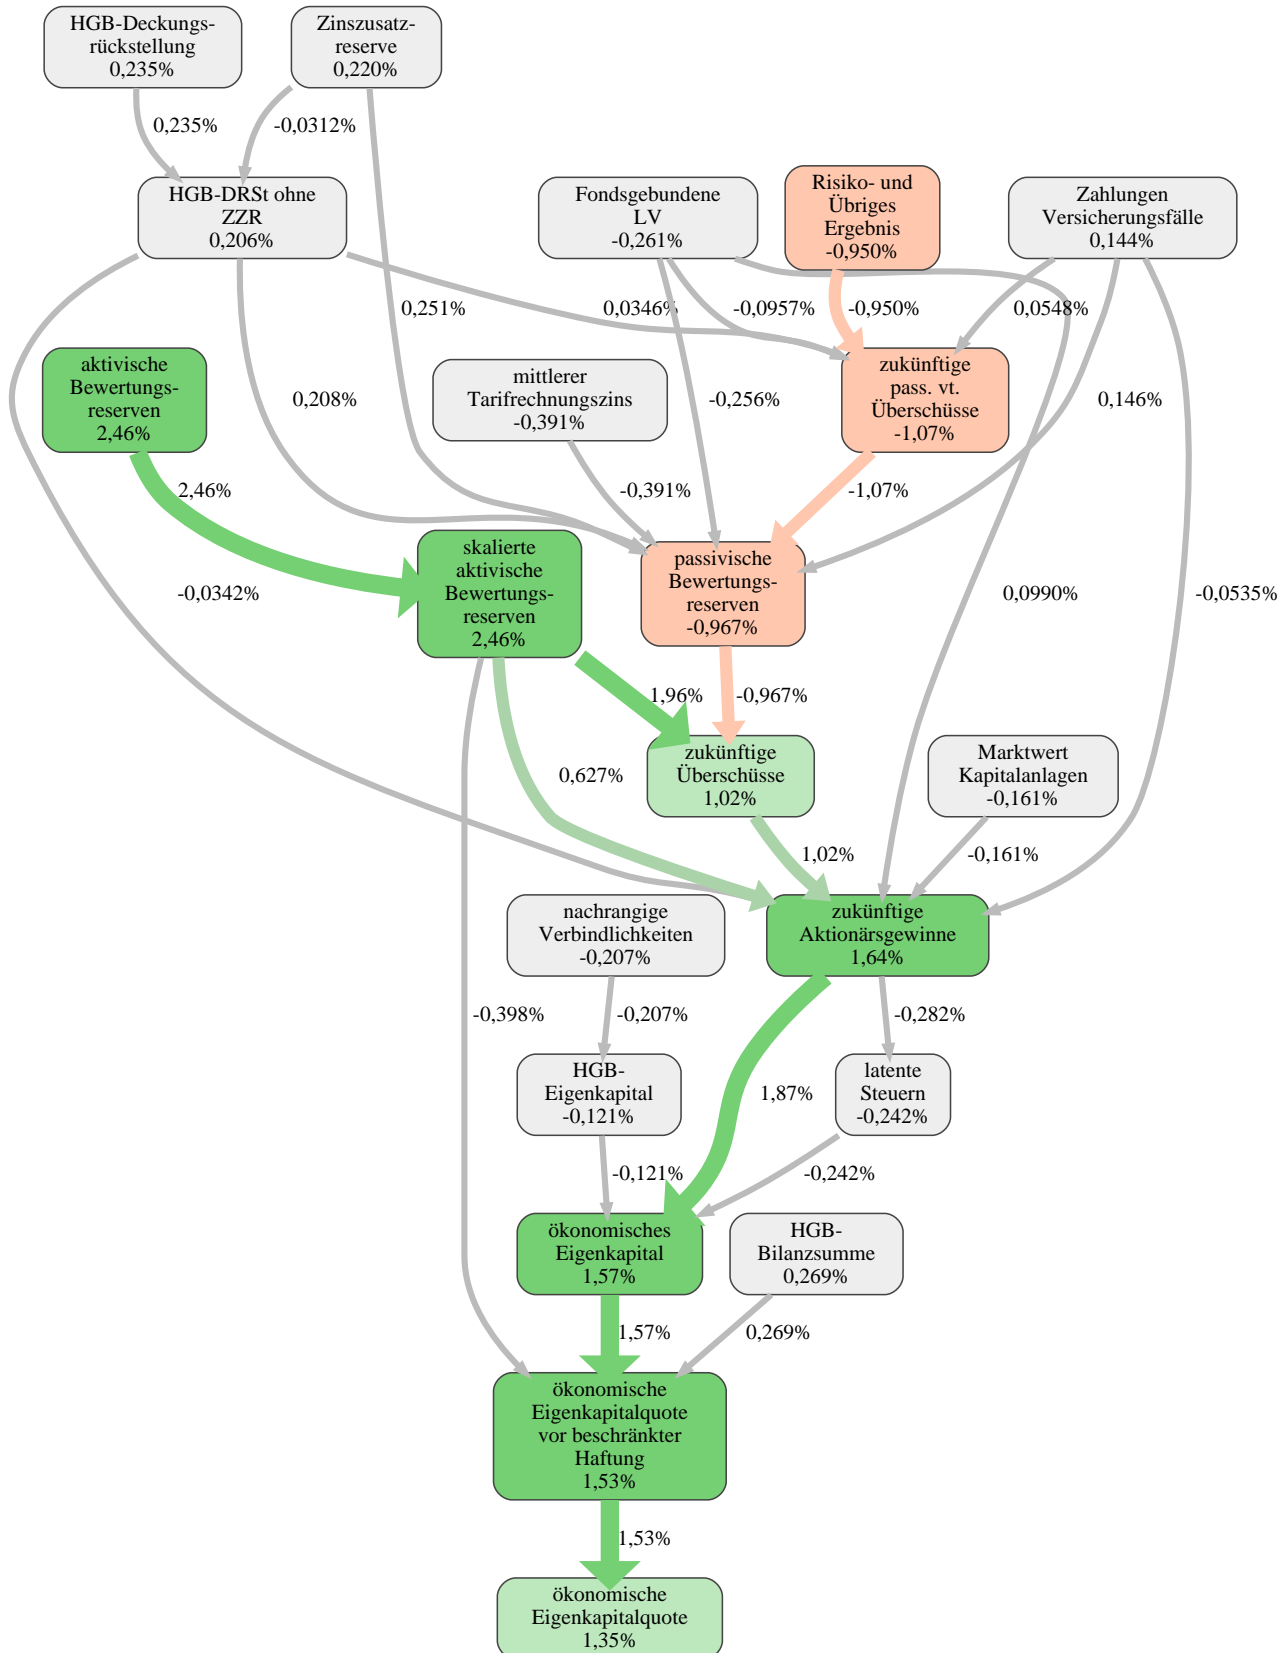 HGB-Deckungs-
rückstellung
0,235%
Zinszusatz-
reserve
0,220%
0,235%
-0,0312%
HGB-DRSt ohne
ZZR
0,206%
Fondsgebundene
LV
-0,261%
Risiko- und
Übriges
Ergebnis
-0,950%
Zahlungen
Versicherungsfälle
0,144%
0,251%
0,0346%
-0,0957%
-0,950%
0,0548%
aktivische
Bewertungs-
reserven
2,46%
0,208%
mittlerer
Tarifrechnungszins
-0,391%
-0,256%
zukünftige
pass. vt.
Überschüsse
-1,07%
0,146%
2,46%
-0,391%
-1,07%
-0,0342%
skalierte
aktivische
Bewertungs-
reserven
2,46%
passivische
Bewertungs-
reserven
-0,967%
0,0990%
-0,0535%
1,96%
-0,967%
0,627%
zukünftige
Überschüsse
1,02%
Marktwert
Kapitalanlagen
-0,161%
1,02%
-0,161%
nachrangige
Verbindlichkeiten
-0,207%
zukünftige
Aktionärsgewinne
1,64%
-0,398%
-0,207%
-0,282%
HGB-
Eigenkapital
-0,121%
1,87%
latente
Steuern
-0,242%
-0,121%
-0,242%
ökonomisches
Eigenkapital
1,57%
HGB-
Bilanzsumme
0,269%
1,57%
0,269%
ökonomische
Eigenkapitalquote
vor beschränkter
Haftung
1,53%
1,53%
ökonomische
Eigenkapitalquote
1,35%